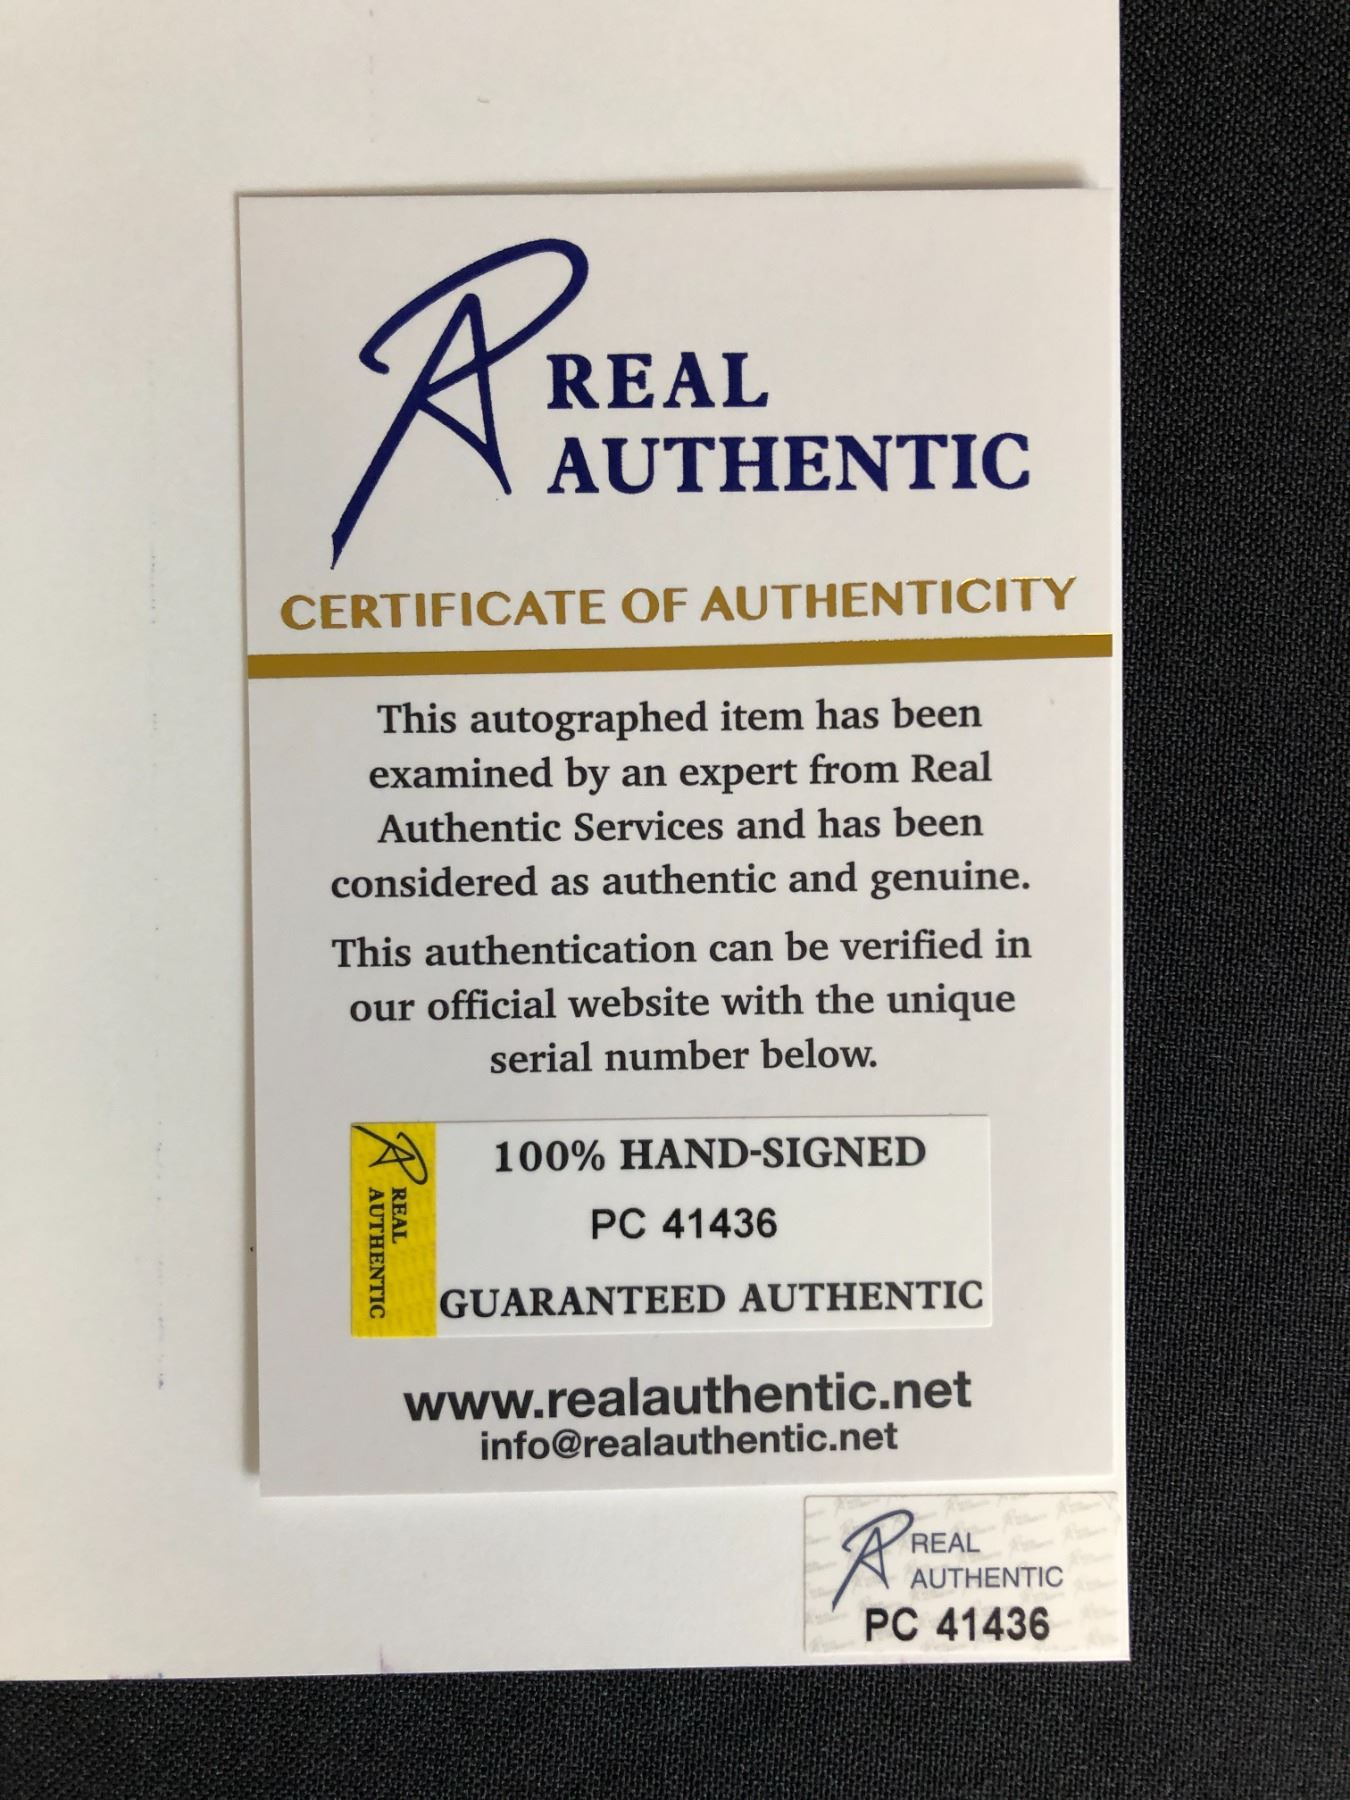 REAL
AUTHENTIC
CERTIFICATE OF AUTHENTICITY
This autographed item has been
examined by an expert from Real
Authentic Services and has been
considered as authentic and genuine.
This authentication can be verified in
our official website with the unique
serial number below.
REAL
AUTHENTIC
100% HAND-SIGNED
PC 41436
GUARANTEED AUTHENTIC
www.realauthentic.net
info@realauthentic.net
REAL
AUTHENTIC
PC 41436